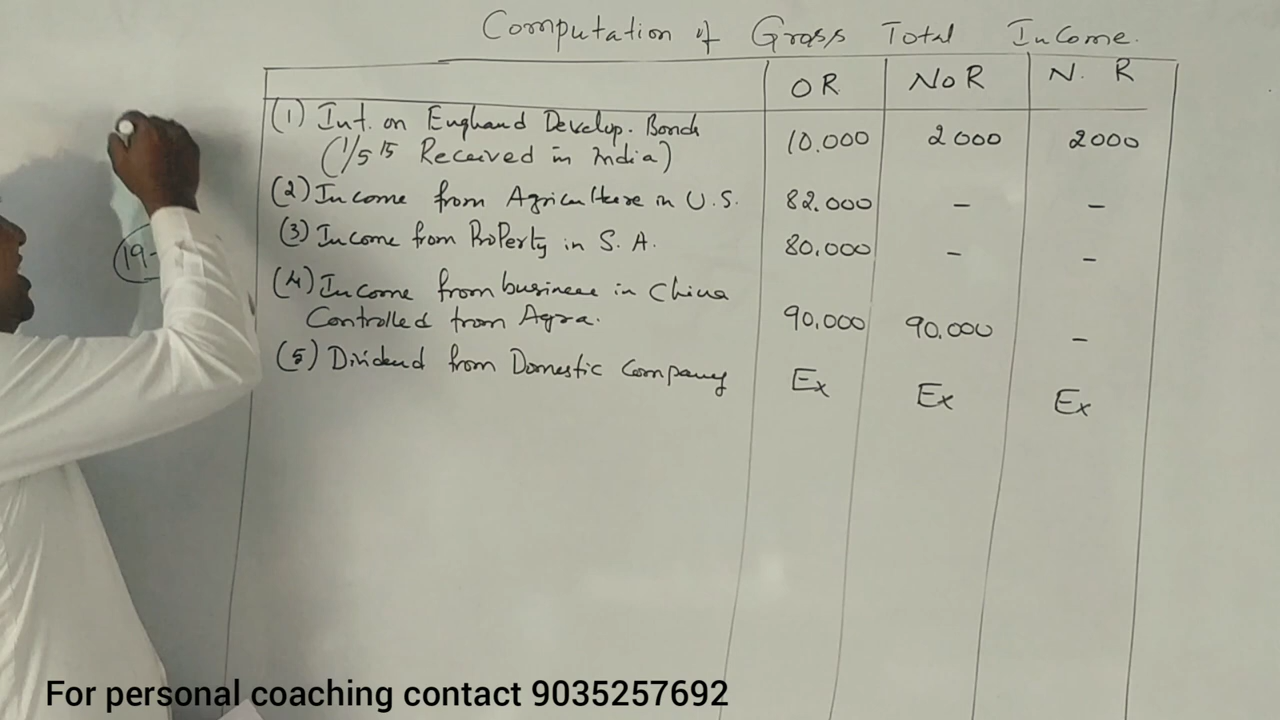 Computation of Gross Total Income.
OR NOR N. R
(1) Int. on England Develop. Bonds 10,000 2000 2000
(1/5 th Received in India)
(2) Income from Agriculture in U.S. 82,000 - -
(3) Income from Property in S. A. 80,000 - -
(4) Income from business in China
Controlled from Agra. 90,000 90,000 -
(5) Dividend from Domestic Company Ex Ex Ex
19-
For personal coaching contact 9035257692